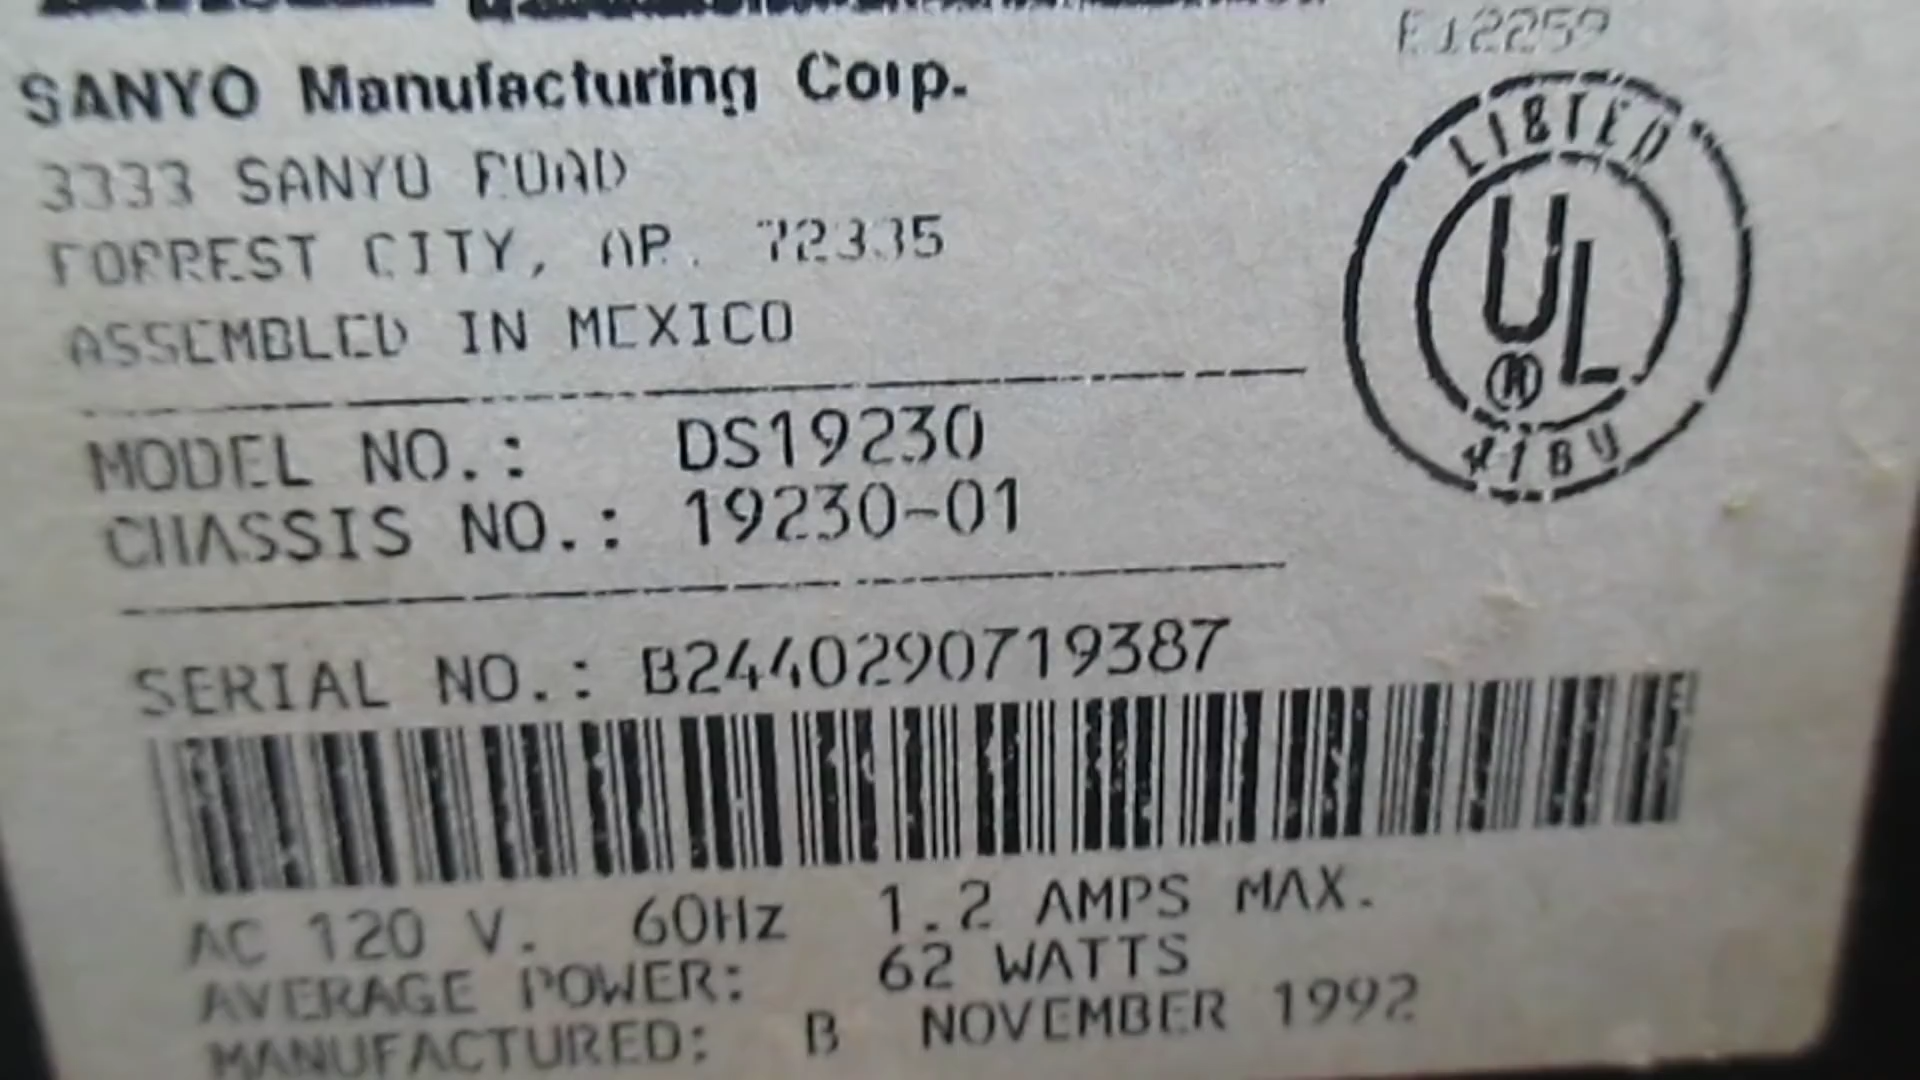 E12259
SANYO Manufacturing Corp.
3333 SANYO ROAD
FORREST CITY, AR. 72335
ASSEMBLED IN MEXICO
LISTED
UL
®
MODEL NO.: DS19230
CHASSIS NO.: 19230-01
SERIAL NO.: B2440290719387
AC 120 V. 60Hz 1.2 AMPS MAX.
AVERAGE POWER: 62 WATTS
MANUFACTURED: B NOVEMBER 1992